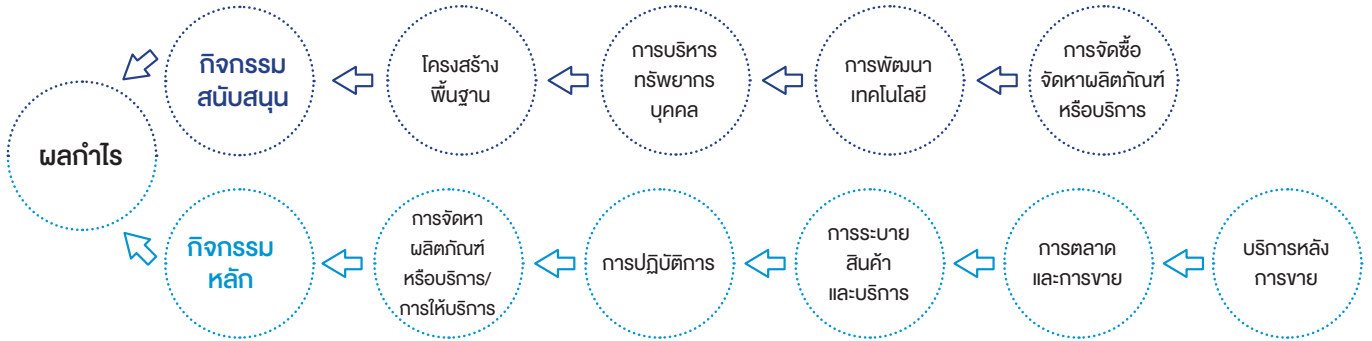 ผลกำไร
กิจกรรม
สนับสนุน
โครงสร้าง
พื้นฐาน
การบริหาร
ทรัพยากร
บุคคล
การพัฒนา
เทคโนโลยี
การจัดซื้อ
จัดหาผลิตภัณฑ์
หรือบริการ
กิจกรรม
หลัก
การจัดหา
ผลิตภัณฑ์
หรือบริการ/
การให้บริการ
การปฏิบัติการ
การระบาย
สินค้า
และบริการ
การตลาด
และการขาย
บริการหลัง
การขาย